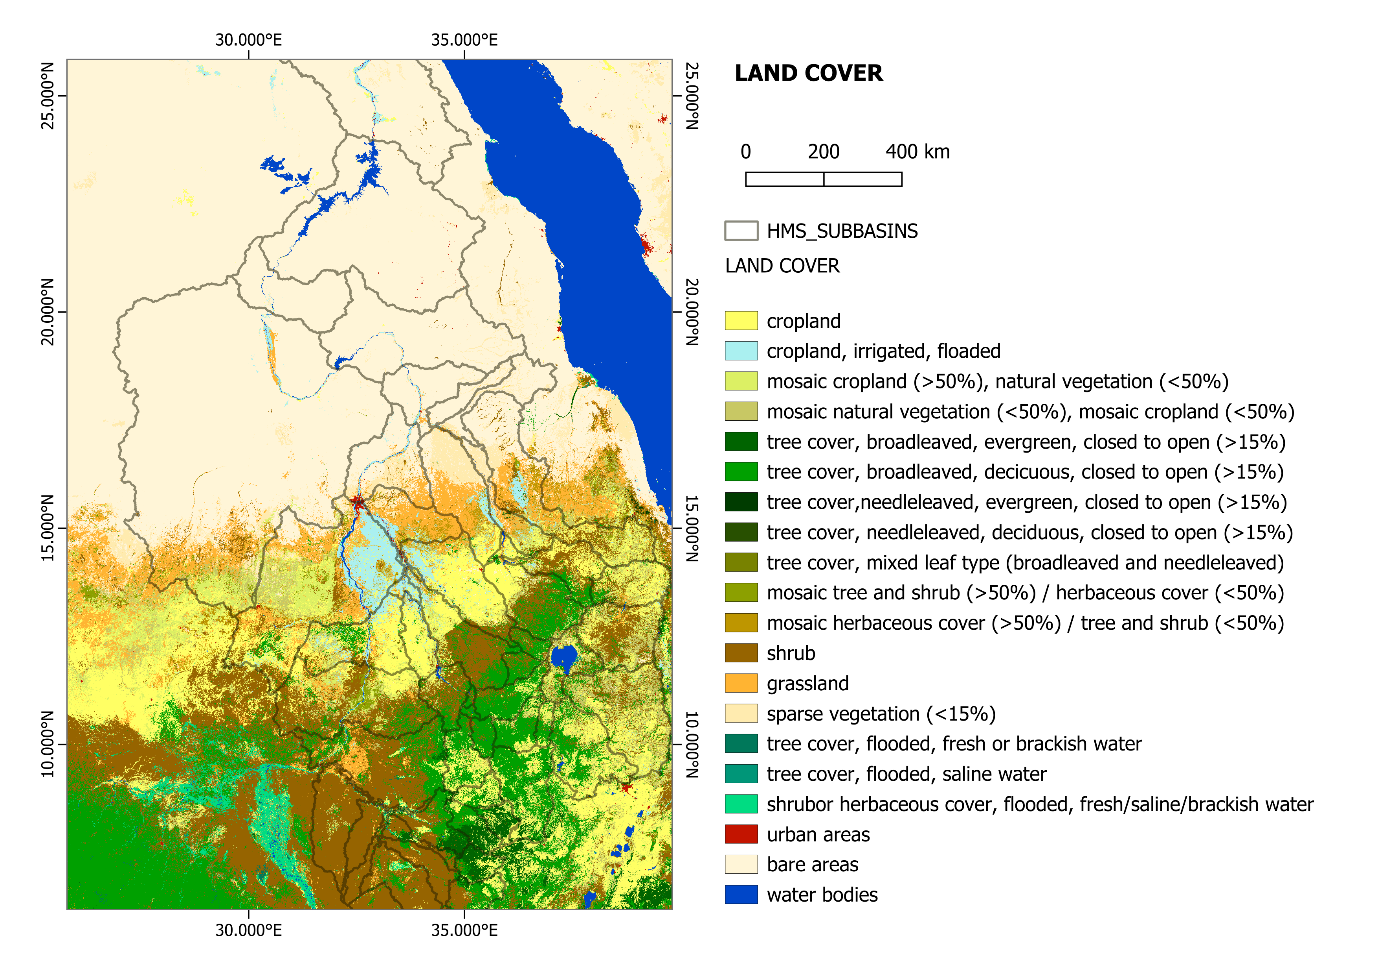 30.000°E 35.000°E
25.000°N
25.000°N
20.000°N
20.000°N
15.000°N
15.000°N
10.000°N
10.000°N
30.000°E 35.000°E
LAND COVER
0 200 400 km
HMS_SUBBASINS
LAND COVER
cropland
cropland, irrigated, floaded
mosaic cropland (>50%), natural vegetation (<50%)
mosaic natural vegetation (<50%), mosaic cropland (<50%)
tree cover, broadleaved, evergreen, closed to open (>15%)
tree cover, broadleaved, decicuous, closed to open (>15%)
tree cover,needleleaved, evergreen, closed to open (>15%)
tree cover, needleleaved, deciduous, closed to open (>15%)
tree cover, mixed leaf type (broadleaved and needleleaved)
mosaic tree and shrub (>50%) / herbaceous cover (<50%)
mosaic herbaceous cover (>50%) / tree and shrub (<50%)
shrub
grassland
sparse vegetation (<15%)
tree cover, flooded, fresh or brackish water
tree cover, flooded, saline water
shrubor herbaceous cover, flooded, fresh/saline/brackish water
urban areas
bare areas
water bodies